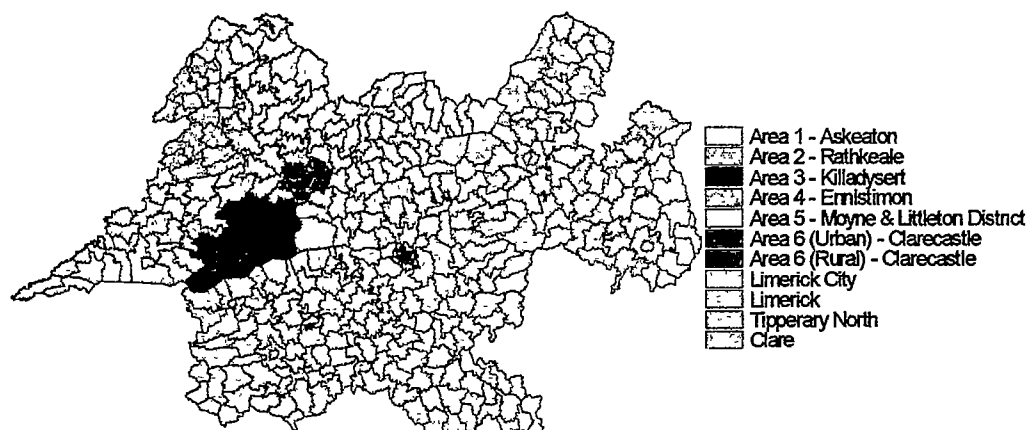 Area 1 - Askeaton
Area 2 - Rathkeale
Area 3 - Killadysert
Area 4 - Ennistimon
Area 5 - Moyne & Littleton District
Area 6 (Urban) - Clarecastle
Area 6 (Rural) - Clarecastle
Limerick City
Limerick
Tipperary North
Clare